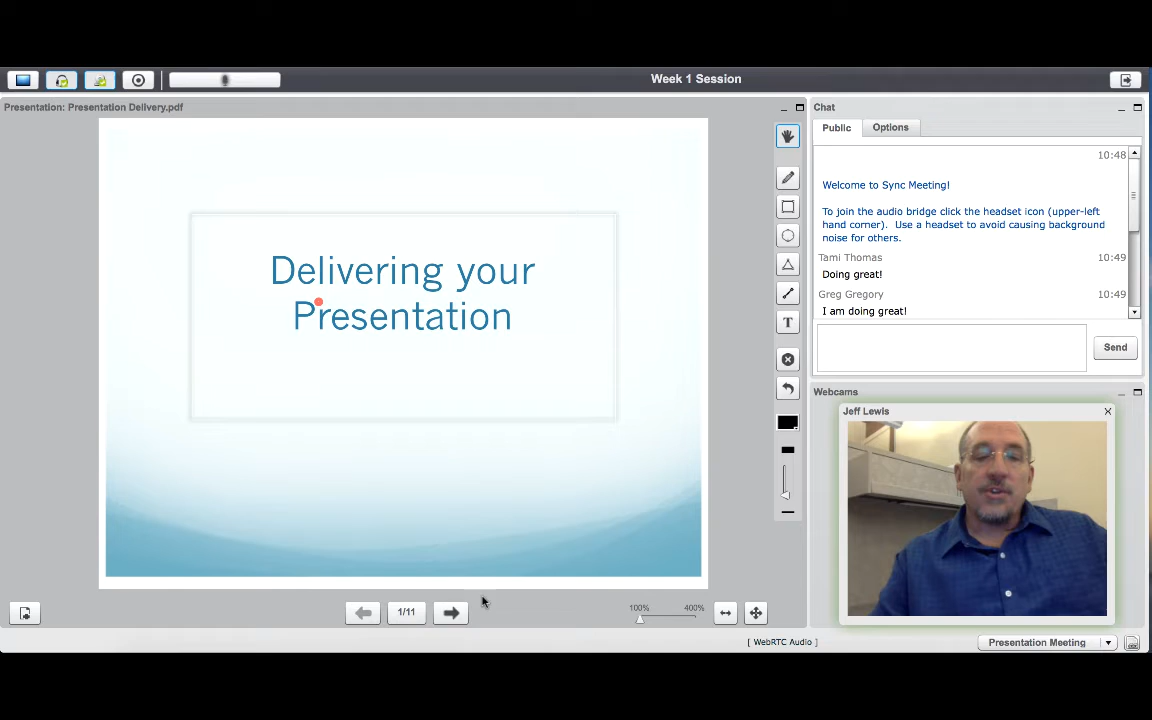 Week 1 Session
Presentation: Presentation Delivery.pdf
Delivering your
Presentation
1/11
100%
400%
Chat
Public
Options
10:48
Welcome to Sync Meeting!
To join the audio bridge click the headset icon (upper-left
hand corner). Use a headset to avoid causing background
noise for others.
Tami Thomas 10:49
Doing great!
Greg Gregory 10:49
I am doing great!
Send
Webcams
Jeff Lewis
[ WebRTC Audio ]
Presentation Meeting
T